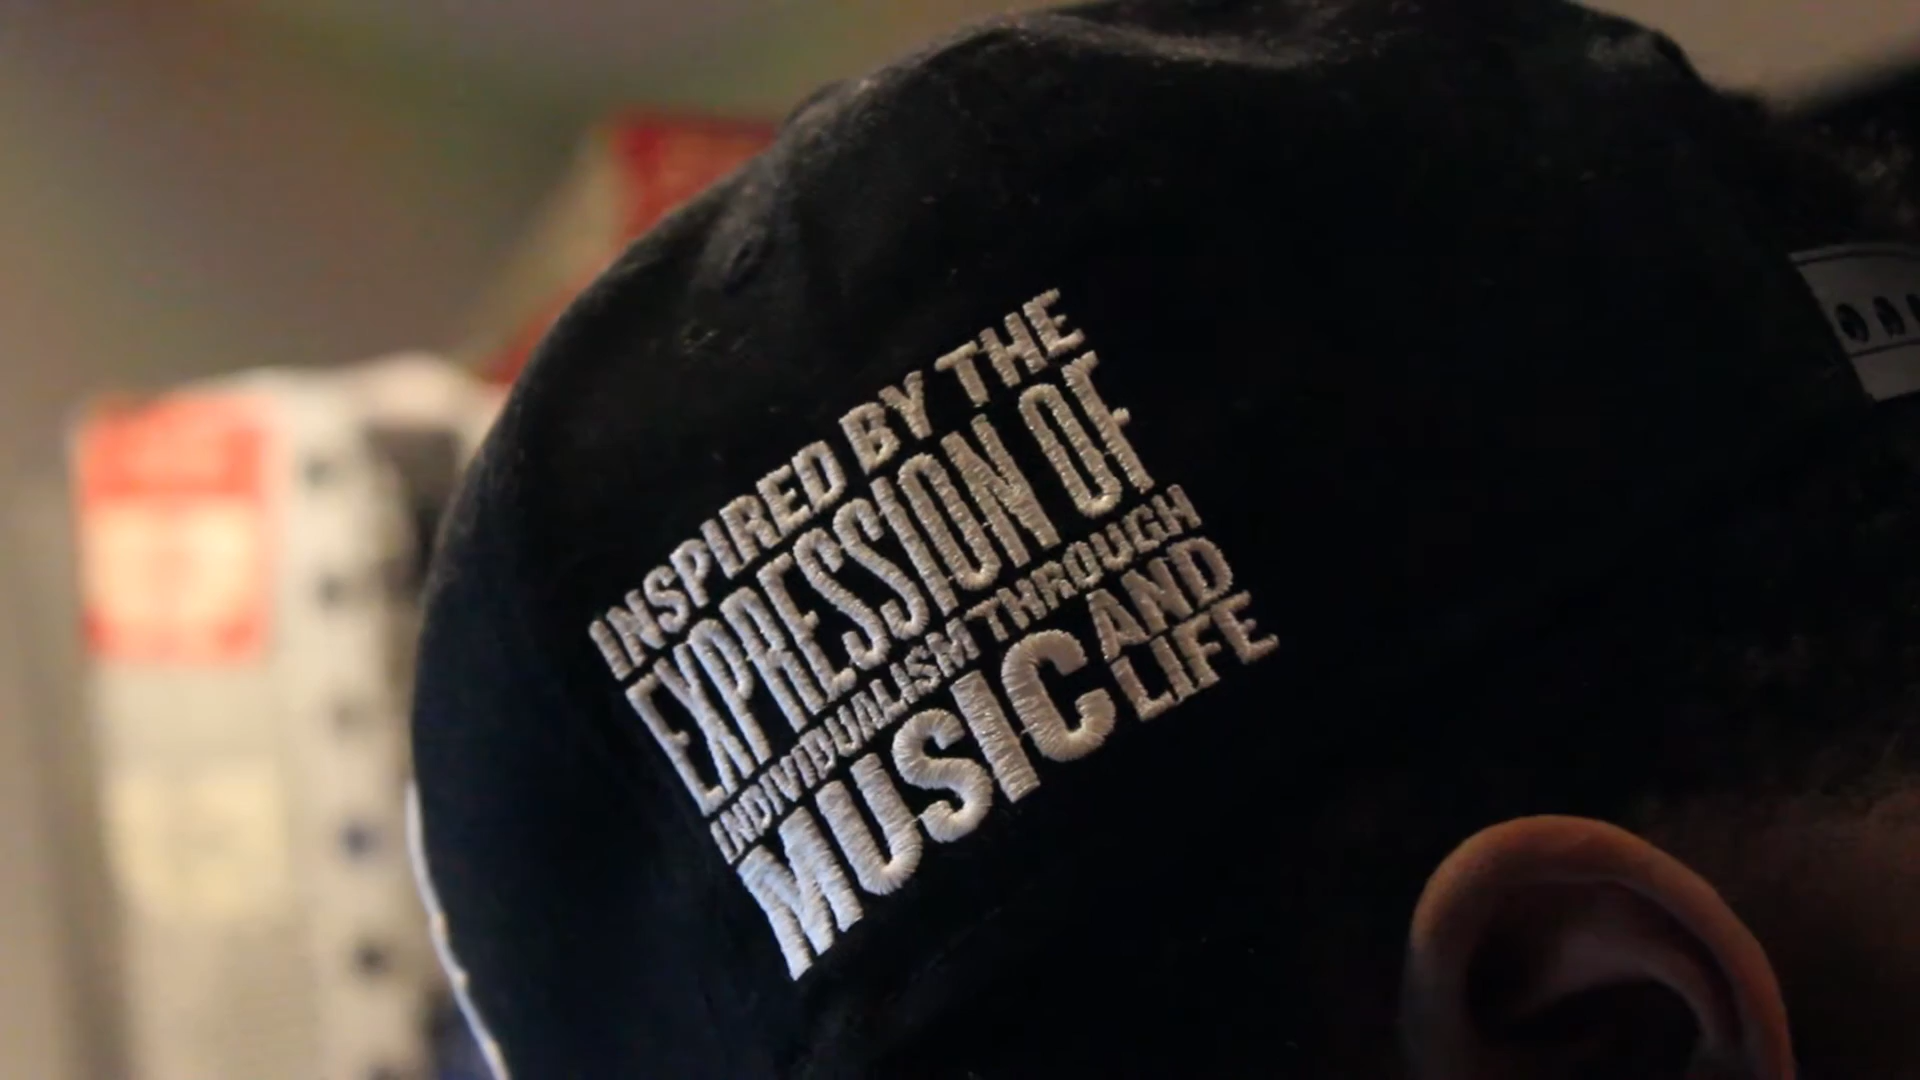 INSPIRED BY THE
EXPRESSION OF
INDIVIDUALISM THROUGH
MUSIC AND
LIFE